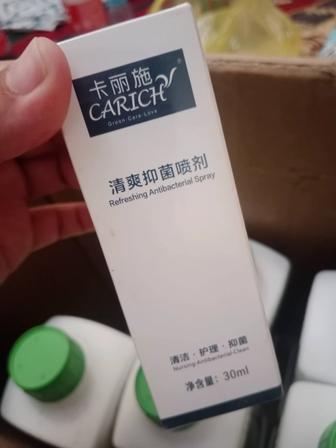 卡丽施
CARICH
®
Green·Care·Love
清爽抑菌喷剂
Refreshing Antibacterial Spray
清洁·护理·抑菌
Nursing·Antibacterial·Clean
净含量：30ml